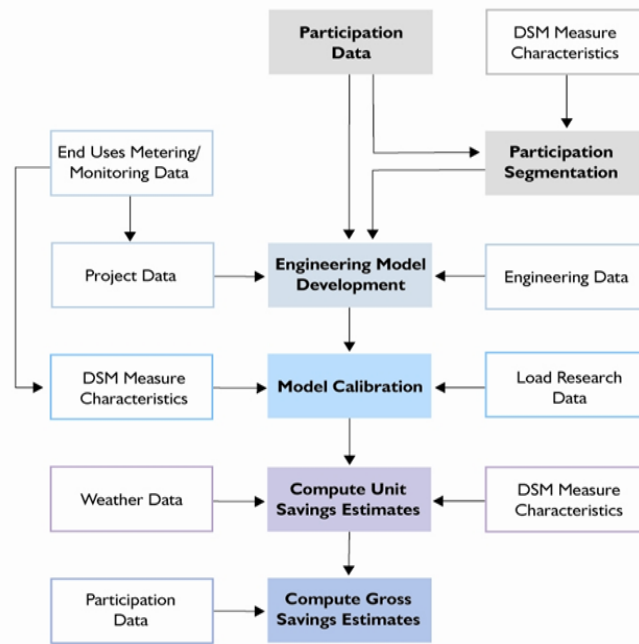 Participation
Data
DSM Measure
Characteristics
End Uses Metering/
Monitoring Data
Participation
Segmentation
Project Data
Engineering Model
Development
Engineering Data
DSM Measure
Characteristics
Model Calibration
Load Research
Data
Weather Data
Compute Unit
Savings Estimates
DSM Measure
Characteristics
Participation
Data
Compute Gross
Savings Estimates